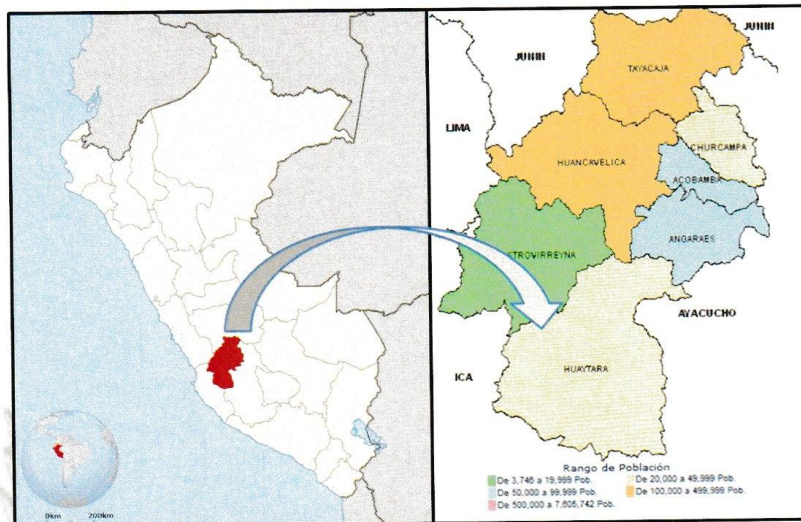 0km 200km
JUNIN
JUNIN
TAYACAJA
LIMA
CHURCAMPA
HUANCAVELICA
ACOBAMBA
ANGARAES
STROVIRREYNA
AYACUCHO
ICA
HUAYTARA
Rango de Población
De 3,746 a 19,999 Pob.
De 20,000 a 49,999 Pob.
De 50,000 a 99,999 Pob.
De 100,000 a 499,999 Pob.
De 500,000 a 7,605,742 Pob.